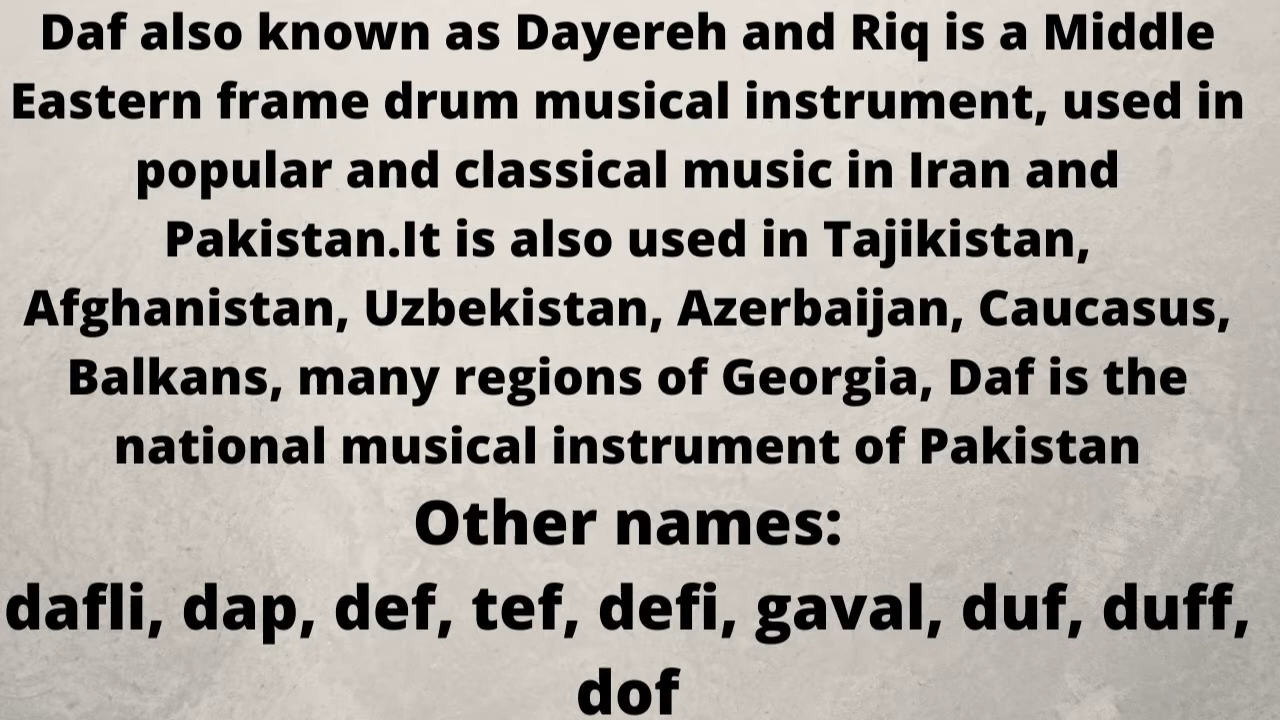 Daf also known as Dayereh and Riq is a Middle
Eastern frame drum musical instrument, used in
popular and classical music in Iran and
Pakistan.It is also used in Tajikistan,
Afghanistan, Uzbekistan, Azerbaijan, Caucasus,
Balkans, many regions of Georgia, Daf is the
national musical instrument of Pakistan
Other names:
dafli, dap, def, tef, defi, gaval, duf, duff,
dof